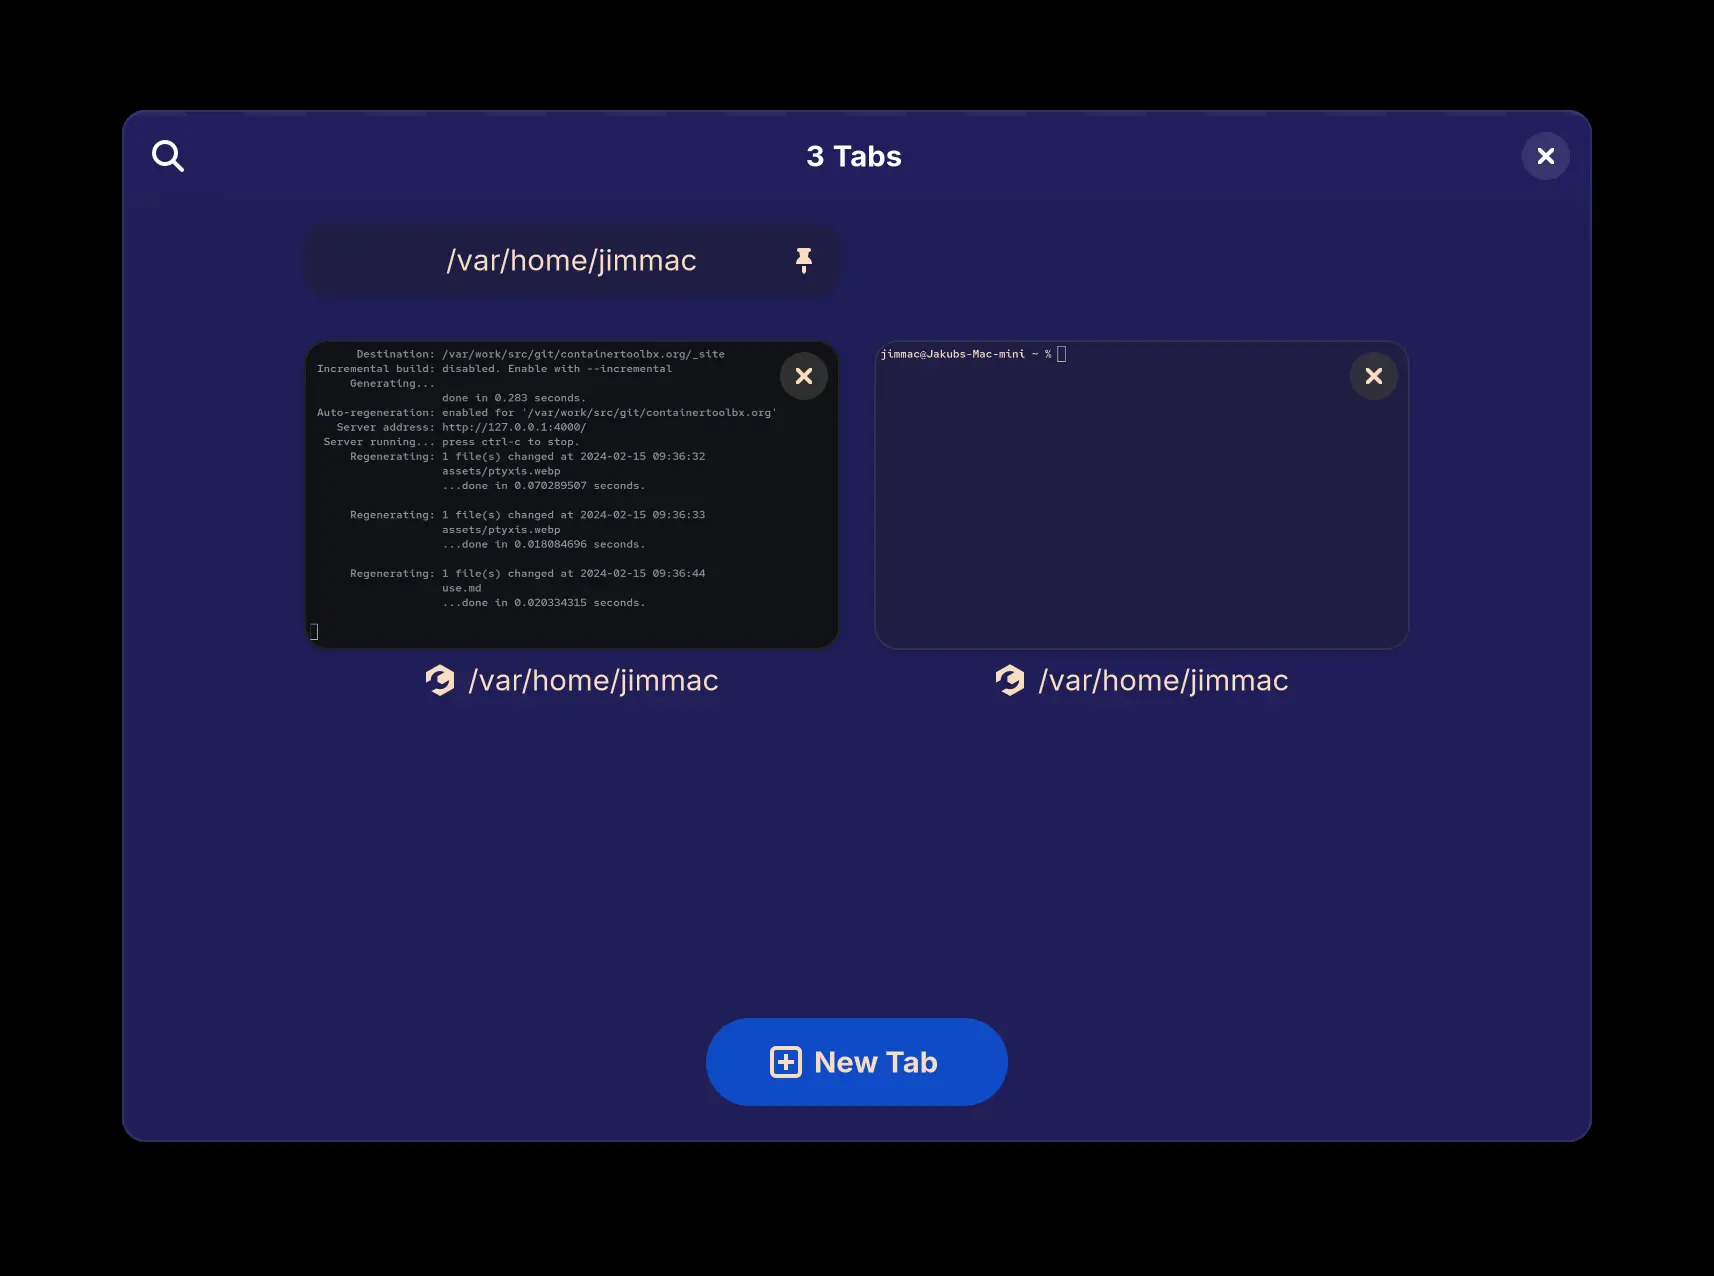 3 Tabs
/var/home/jimmac
Destination: /var/work/src/git/containertoolbx.org/_site
Incremental build: disabled. Enable with --incremental
Generating...
done in 0.283 seconds.
Auto-regeneration: enabled for '/var/work/src/git/containertoolbx.org'
Server address: http://127.0.0.1:4000/
Server running... press ctrl-c to stop.
Regenerating: 1 file(s) changed at 2024-02-15 09:36:32
assets/ptyxis.webp
...done in 0.070289507 seconds.
Regenerating: 1 file(s) changed at 2024-02-15 09:36:33
assets/ptyxis.webp
...done in 0.018084696 seconds.
Regenerating: 1 file(s) changed at 2024-02-15 09:36:44
use.md
...done in 0.020334315 seconds.
/var/home/jimmac
jimmac@Jakubs-Mac-mini ~ %
/var/home/jimmac
New Tab